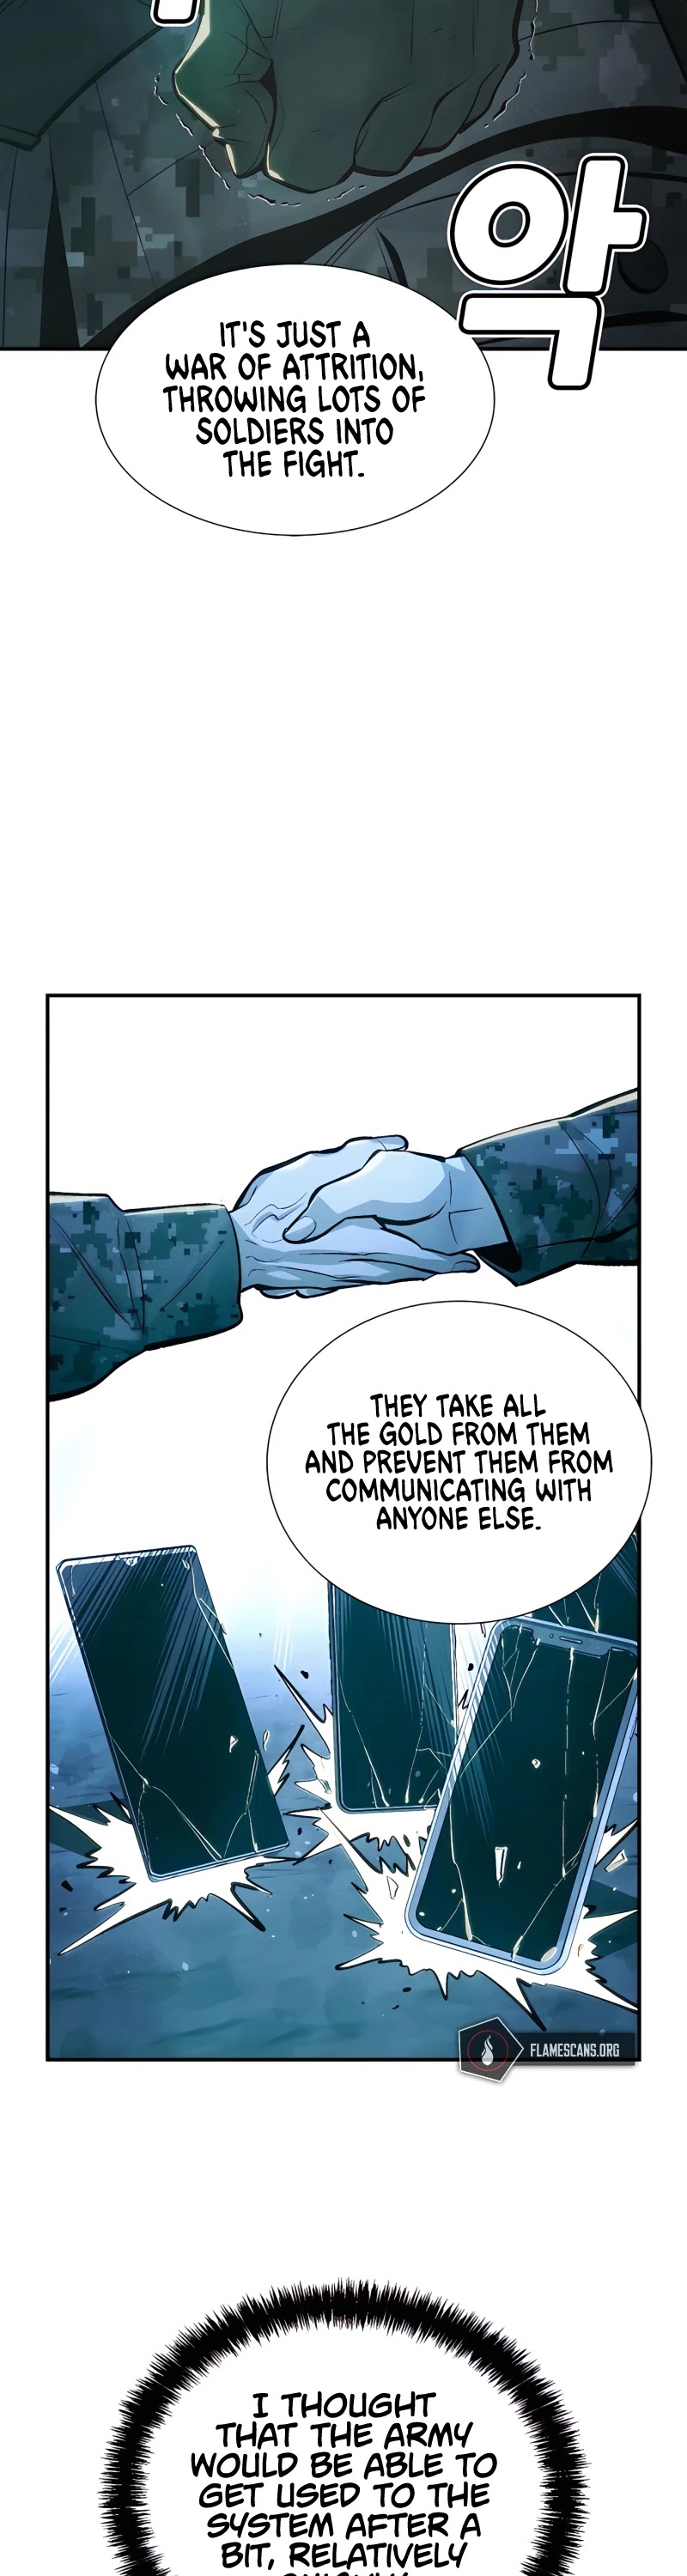 악
IT'S JUST A
WAR OF ATTRITION,
THROWING LOTS OF
SOLDIERS INTO
THE FIGHT.
THEY TAKE ALL
THE GOLD FROM THEM
AND PREVENT THEM FROM
COMMUNICATING WITH
ANYONE ELSE.
FLAMESCANS.ORG
I THOUGHT
THAT THE ARMY
WOULD BE ABLE TO
GET USED TO THE
SYSTEM AFTER A
BIT, RELATIVELY